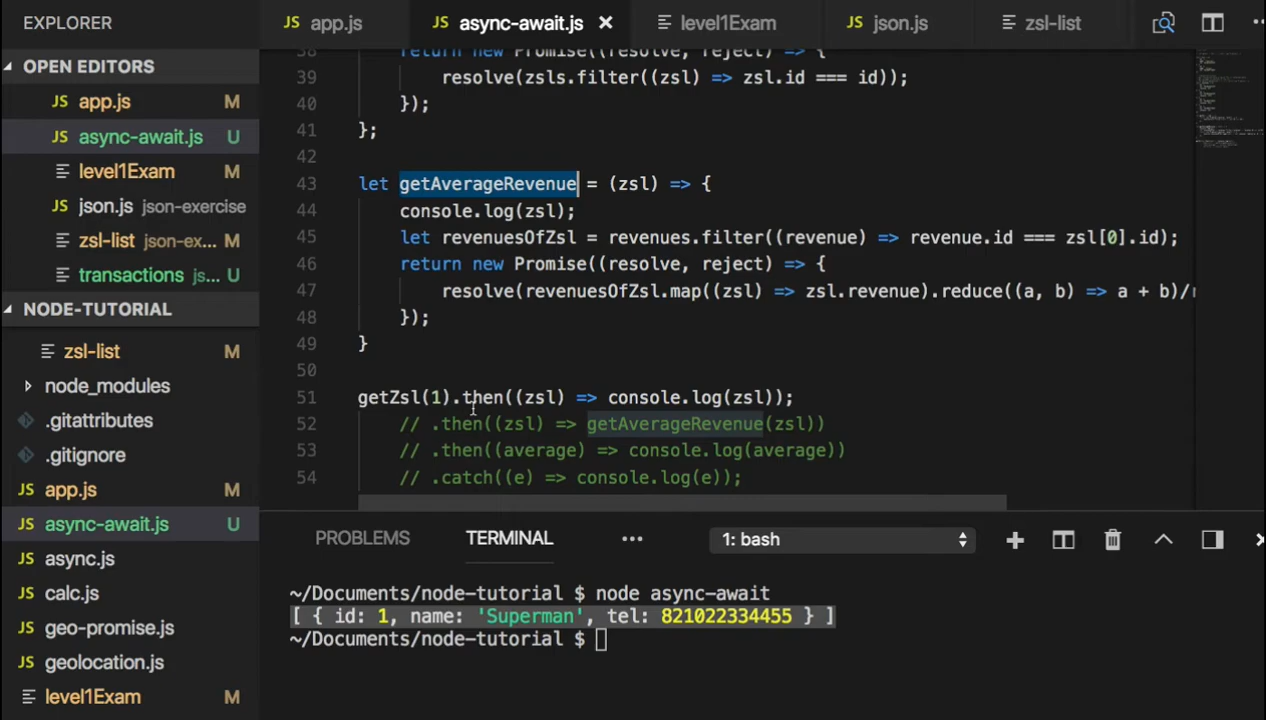 EXPLORER
OPEN EDITORS
JS app.js M
JS async-await.js U
level1Exam M
JS json.js json-exercise
zsl-list json-ex... M
transactions js... U
NODE-TUTORIAL
zsl-list M
node_modules
.gitattributes
.gitignore
JS app.js M
JS async-await.js U
JS async.js
JS calc.js
JS geo-promise.js
JS geolocation.js
level1Exam M
JS app.js JS async-await.js × level1Exam JS json.js zsl-list
38 return new Promise((resolve, reject) => {
39 resolve(zsls.filter((zsl) => zsl.id === id));
40 });
41 };
42
43 let getAverageRevenue = (zsl) => {
44 console.log(zsl);
45 let revenuesOfZsl = revenues.filter((revenue) => revenue.id === zsl[0].id);
46 return new Promise((resolve, reject) => {
47 resolve(revenuesOfZsl.map((zsl) => zsl.revenue).reduce((a, b) => a + b)/
48 });
49 }
50
51 getZsl(1).then((zsl) => console.log(zsl));
52 // .then((zsl) => getAverageRevenue(zsl))
53 // .then((average) => console.log(average))
54 // .catch((e) => console.log(e));
PROBLEMS TERMINAL ... 1: bash
~/Documents/node-tutorial $ node async-await
[ { id: 1, name: 'Superman', tel: 821022334455 } ]
~/Documents/node-tutorial $